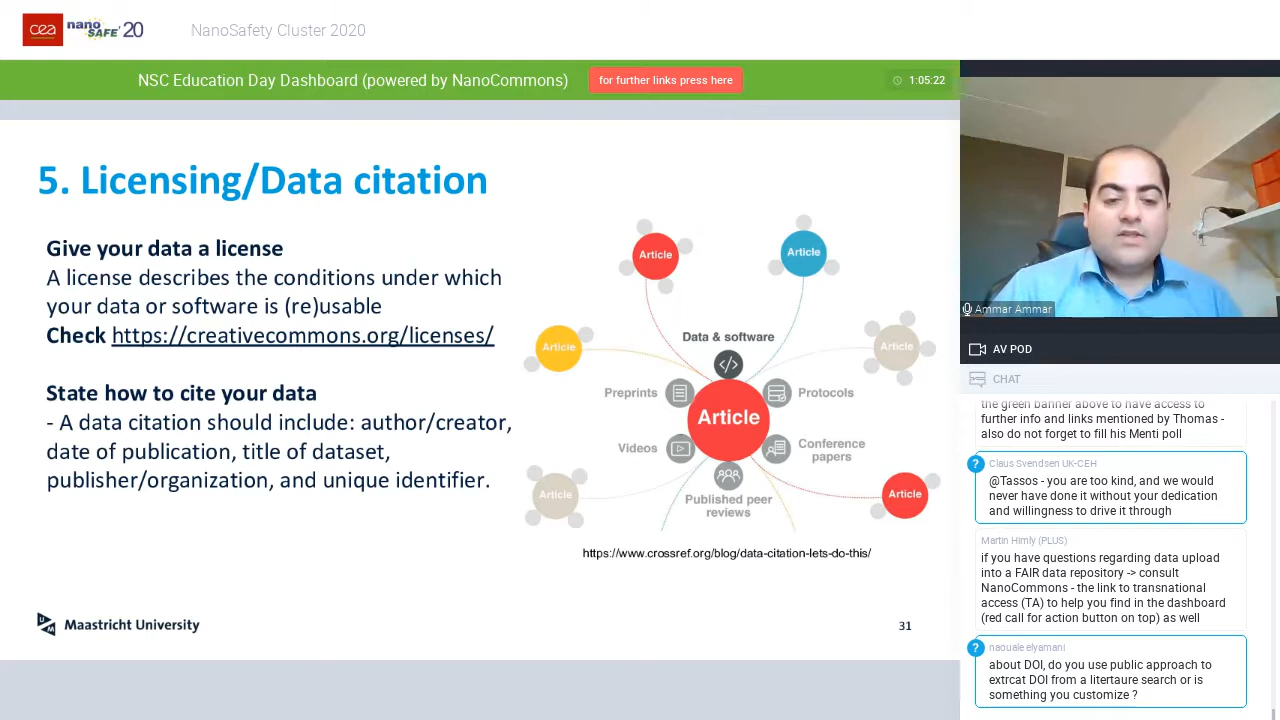 cea nano SAFE'20
NanoSafety Cluster 2020
NSC Education Day Dashboard (powered by NanoCommons)
for further links press here
1:05:22
5. Licensing/Data citation
Give your data a license
A license describes the conditions under which
your data or software is (re)usable
Check https://creativecommons.org/licenses/
State how to cite your data
- A data citation should include: author/creator,
date of publication, title of dataset,
publisher/organization, and unique identifier.
Article
Article
Article
Article
Data & software
Preprints
Protocols
Article
Videos
Conference
papers
Published peer
reviews
Article
Article
https://www.crossref.org/blog/data-citation-lets-do-this/
Maastricht University
31
Ammar Ammar
AV POD
CHAT
the green banner above to have access to
further info and links mentioned by Thomas -
also do not forget to fill his Menti poll
?
Claus Svendsen UK-CEH
@Tassos - you are too kind, and we would
never have done it without your dedication
and willingness to drive it through
Martin Himly (PLUS)
if you have questions regarding data upload
into a FAIR data repository -> consult
NanoCommons - the link to transnational
access (TA) to help you find in the dashboard
(red call for action button on top) as well
?
naouale elyamani
about DOI, do you use public approach to
extrcat DOI from a litertaure search or is
something you customize ?